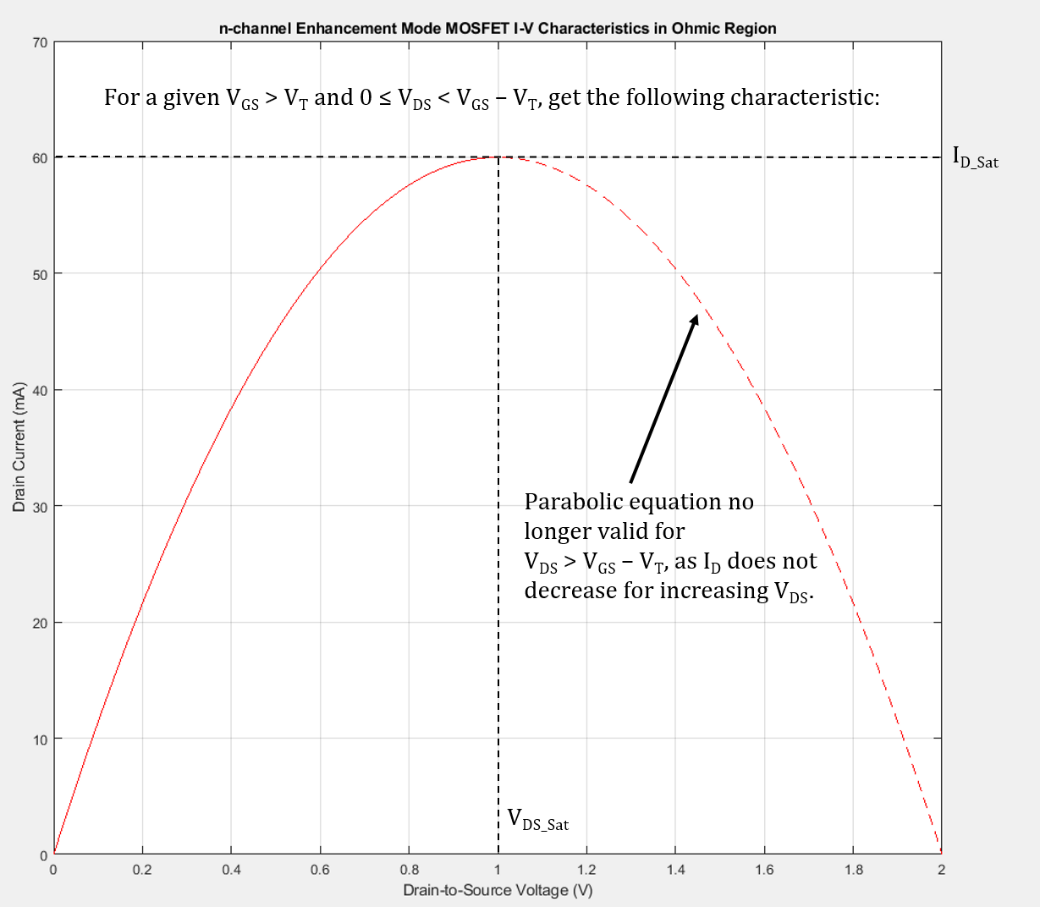 n-channel Enhancement Mode MOSFET I-V Characteristics in Ohmic Region
For a given V_GS > V_T and 0 ≤ V_DS < V_GS – V_T, get the following characteristic:
70
60
50
40
30
20
10
0
I_D_Sat
Drain Current (mA)
Parabolic equation no
longer valid for
V_DS > V_GS – V_T, as I_D does not
decrease for increasing V_DS.
V_DS_Sat
0
0.2
0.4
0.6
0.8
1
1.2
1.4
1.6
1.8
2
Drain-to-Source Voltage (V)